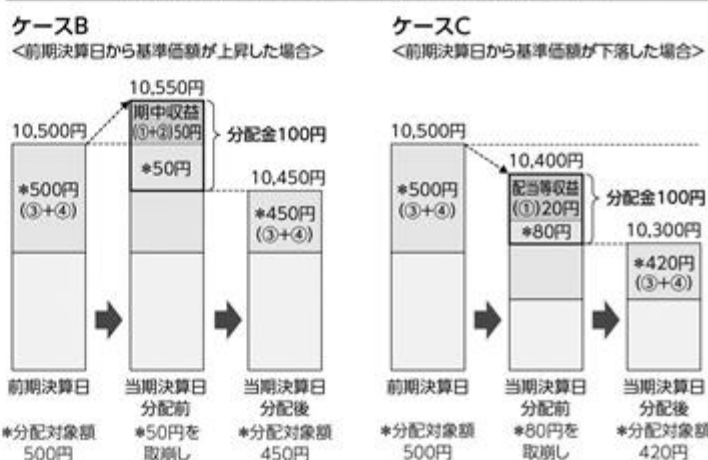 ケースB
<前期決算日から基準価額が上昇した場合>
10,550円
期中収益
(①+②)50円
*50円
分配金100円
10,500円
*500円
(③+④)
10,450円
*450円
(③+④)
前期決算日
当期決算日
分配前
当期決算日
分配後
*分配対象額
500円
*50円を
取崩し
*分配対象額
450円
ケースC
<前期決算日から基準価額が下落した場合>
10,500円
*500円
(③+④)
10,400円
配当等収益
(①)20円
*80円
分配金100円
10,300円
*420円
(③+④)
前期決算日
当期決算日
分配前
当期決算日
分配後
*分配対象額
500円
*80円を
取崩し
*分配対象額
420円